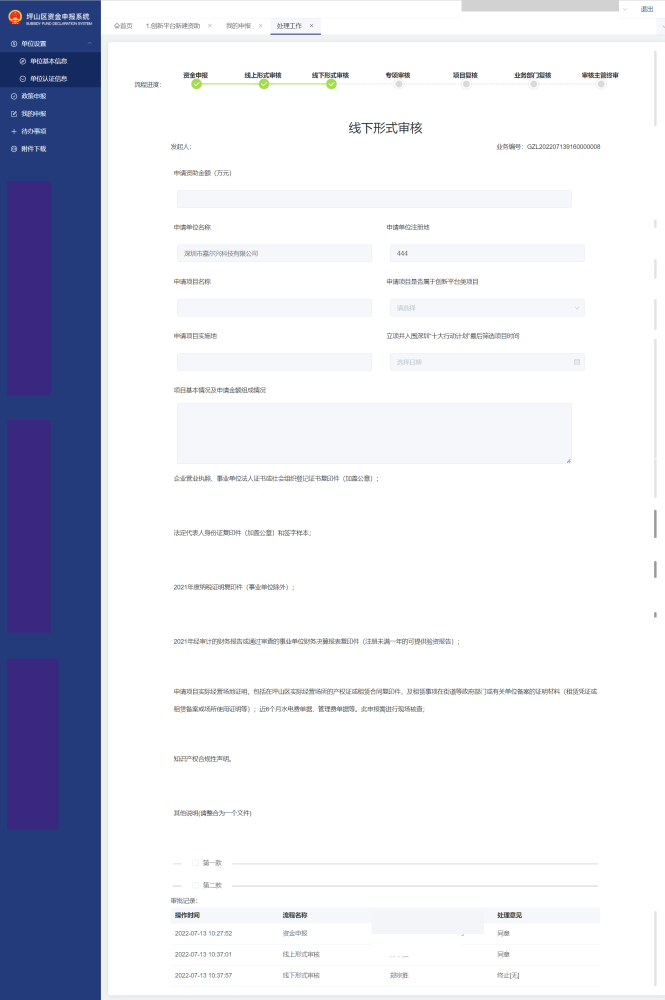 坪山区资金申报系统
SUBSIDY FUND DECLARATION SYSTEM
退出
首页
1.创新平台新建资助 ×
我的申报 ×
处理工作 ×
单位设置
单位基本信息
单位认证信息
政策申报
我的申报
待办事项
附件下载
流程进度：
资金申报
线上形式审核
线下形式审核
专项审核
项目复核
业务部门复核
审核主管终审
线下形式审核
发起人：
业务编号：GZL202207139160000008
申请资助金额（万元）
申请单位名称
申请单位注册地
深圳市嘉尔兴科技有限公司
444
申请项目名称
申请项目是否属于创新平台类项目
请选择
申请项目实施地
立项并入围深圳“十大行动计划”最后筛选项目时间
选择日期
项目基本情况及申请金额组成情况
企业营业执照、事业单位法人证书或社会组织登记证书复印件（加盖公章）；
法定代表人身份证复印件（加盖公章）和签字样本；
2021年度纳税证明复印件（事业单位除外）；
2021年经审计的财务报告或通过审查的事业单位财务决算报表复印件（注册未满一年的可提供验资报告）；
申请项目实际经营场地证明，包括在坪山区实际经营场所的产权证或租赁合同复印件，及租赁事项在街道等政府部门或有关单位备案的证明材料（租赁凭证或
租赁备案或场所使用证明等）；近6个月水电费单据、管理费单据等。此申报需进行现场核查；
知识产权合规性声明。
其他说明(请整合为一个文件)
第一款
第二款
审批记录：
操作时间 流程名称 处理意见
2022-07-13 10:27:52 资金申报 同意
2022-07-13 10:37:01 线上形式审核 同意
2022-07-13 10:37:57 线下形式审核 郑宗胜 终止[无]